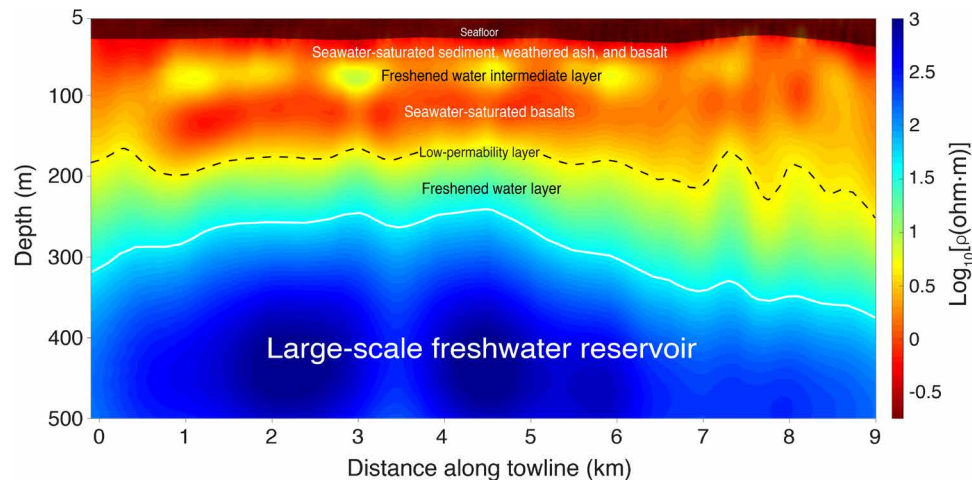 5
100
200
300
400
500
Depth (m)
Seafloor
Seawater-saturated sediment, weathered ash, and basalt
Freshened water intermediate layer
Seawater-saturated basalts
Low-permability layer
Freshened water layer
Large-scale freshwater reservoir
0 1 2 3 4 5 6 7 8 9
Distance along towline (km)
3
2.5
2
1.5
1
0.5
0
-0.5
Log10[ρ(ohm·m)]